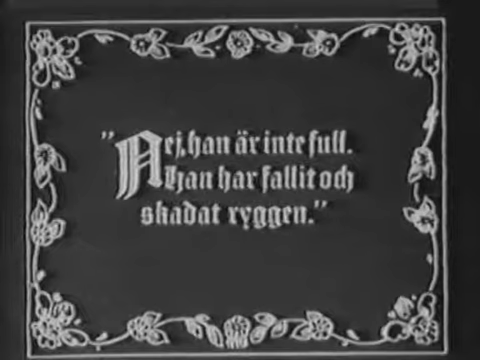 "Nej, han är inte full.
Han har fallit och
skadat ryggen."